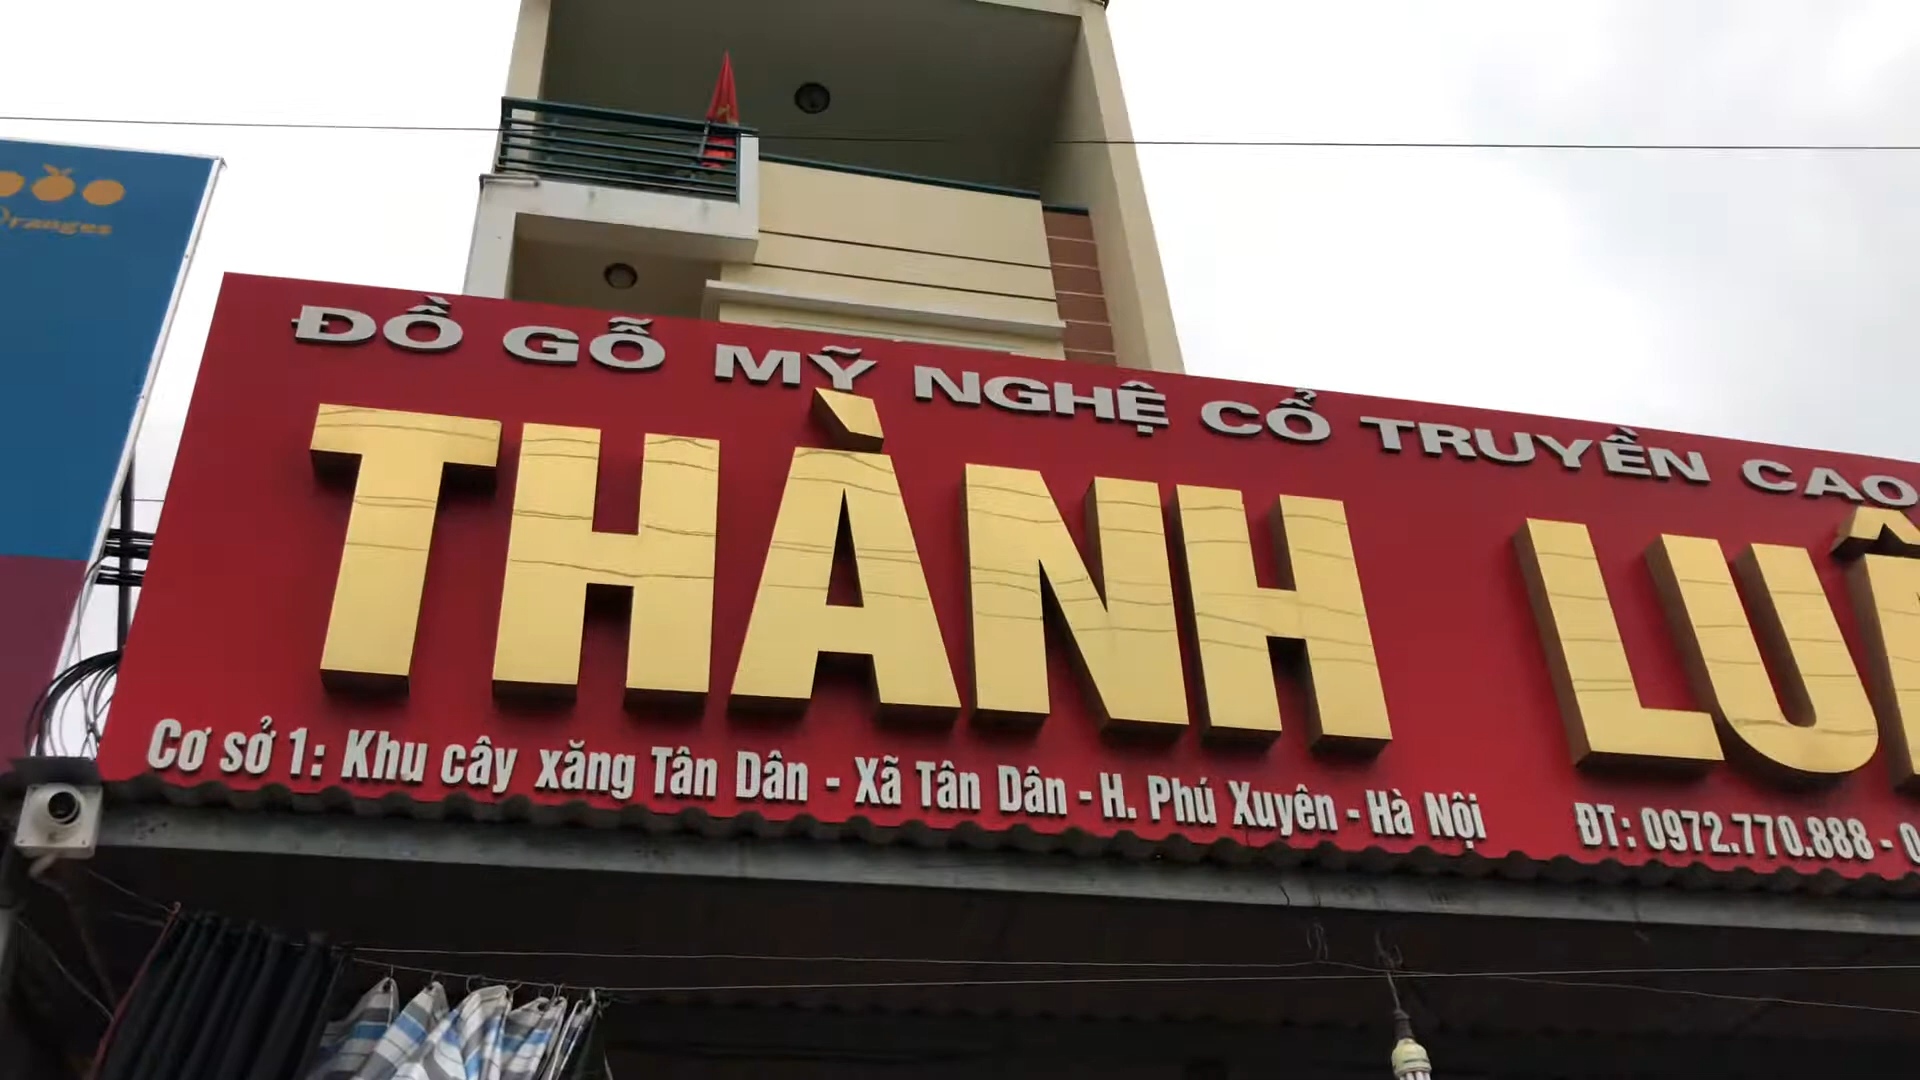 Oranges
ĐỒ GỖ MỸ NGHỆ CỔ TRUYỀN CAO
THÀNH
Cơ sở 1: Khu cây xăng Tân Dân - Xã Tân Dân - H. Phú Xuyên - Hà Nội
ĐT: 0972.770.888 -